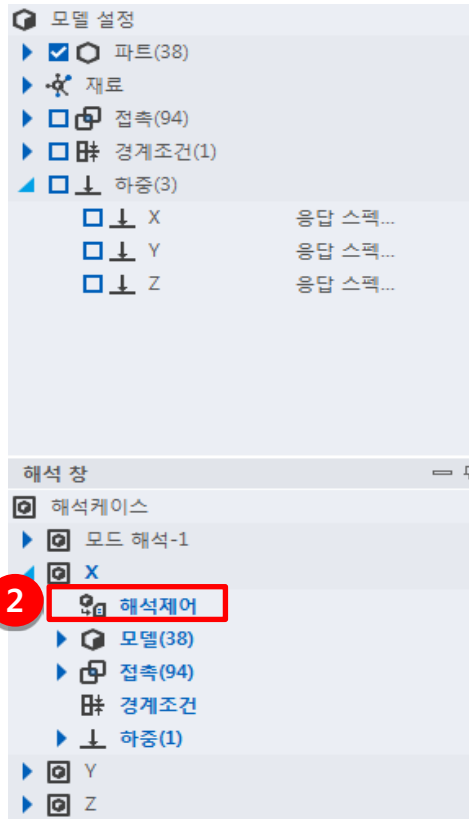 모델 설정
파트(38)
재료
접촉(94)
경계조건(1)
하중(3)
X 응답 스펙...
Y 응답 스펙...
Z 응답 스펙...
해석 창
해석케이스
모드 해석-1
X
2 해석제어
모델(38)
접촉(94)
경계조건
하중(1)
Y
Z